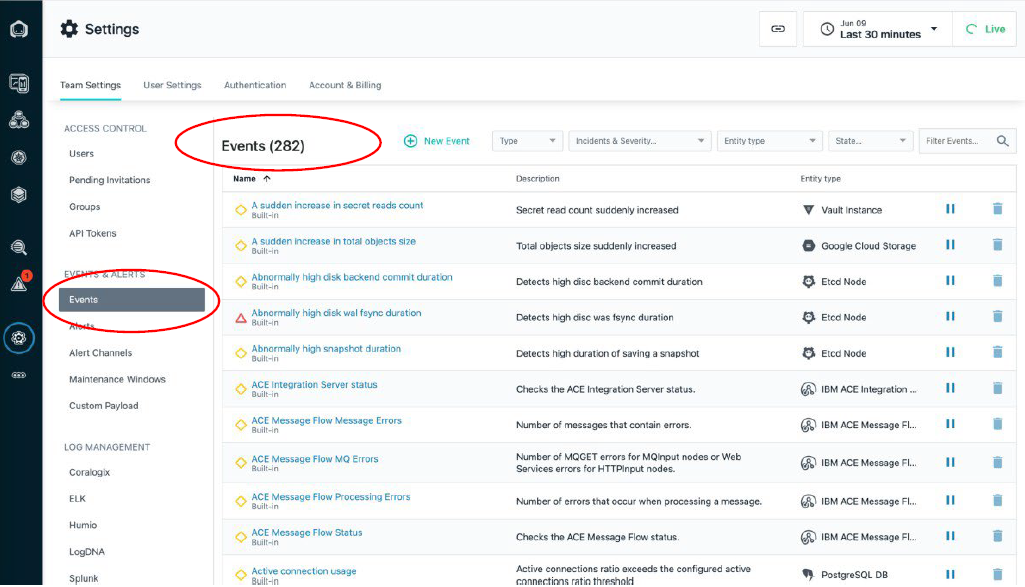 Settings
Jun 09
Last 30 minutes
Live
Team Settings
User Settings
Authentication
Account & Billing
ACCESS CONTROL
Users
Pending Invitations
Groups
API Tokens
EVENTS & ALERTS
1
Events
Alerts
Alert Channels
Maintenance Windows
Custom Payload
LOG MANAGEMENT
Coralogix
ELK
Humio
LogDNA
Splunk
Events (282)
New Event
Type
Incidents & Severity...
Entity type
State...
Filter Events...
Name
Description
Entity type
A sudden increase in secret reads count
Built-in
Secret read count suddenly increased
Vault Instance
A sudden increase in total objects size
Built-in
Total objects size suddenly increased
Google Cloud Storage
Abnormally high disk backend commit duration
Built-in
Detects high disc backend commit duration
Etcd Node
Abnormally high disk wal fsync duration
Built-in
Detects high disc was fsync duration
Etcd Node
Abnormally high snapshot duration
Built-in
Detects high duration of saving a snapshot
Etcd Node
ACE Integration Server status
Built-in
Checks the ACE Integration Server status.
IBM ACE Integration ...
ACE Message Flow Message Errors
Built-in
Number of messages that contain errors.
IBM ACE Message Fl...
ACE Message Flow MQ Errors
Built-in
Number of MQGET errors for MQInput nodes or Web
Services errors for HTTPInput nodes.
IBM ACE Message Fl...
ACE Message Flow Processing Errors
Built-in
Number of errors that occur when processing a message.
IBM ACE Message Fl...
ACE Message Flow Status
Built-in
Checks the ACE Message Flow status.
IBM ACE Message Fl...
Active connection usage
Built-in
Active connections ratio exceeds the configured active
connections ratio threshold
PostgreSQL DB